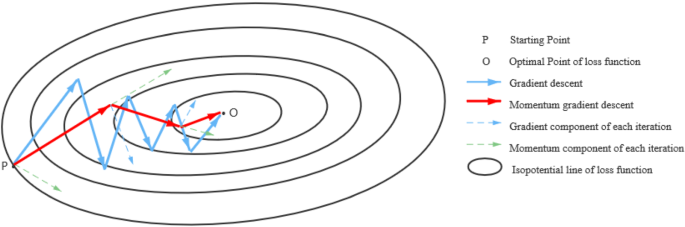 P
O
P Starting Point
O Optimal Point of loss function
Gradient descent
Momentum gradient descent
Gradient component of each iteration
Momentum component of each iteration
Isopotential line of loss function